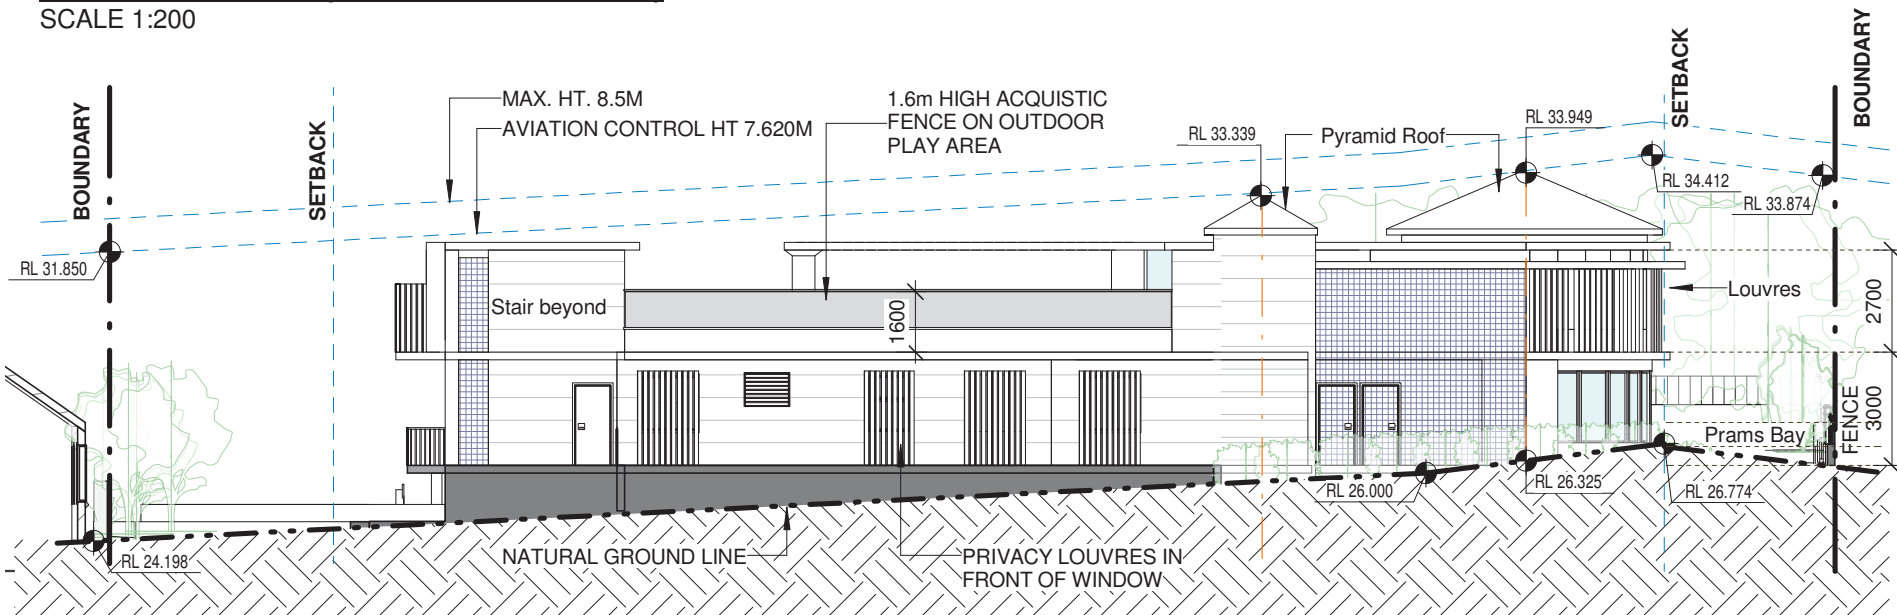 SCALE 1:200
BOUNDARY
SETBACK
MAX. HT. 8.5M
AVIATION CONTROL HT 7.620M
1.6m HIGH ACQUISTIC
FENCE ON OUTDOOR
PLAY AREA
RL 33.339
Pyramid Roof
RL 33.949
SETBACK
BOUNDARY
RL 34.412
RL 33.874
RL 31.850
Stair beyond
1600
Louvres
2700
FENCE
3000
Prams Bay
RL 26.000
RL 26.325
RL 26.774
RL 24.198
NATURAL GROUND LINE
PRIVACY LOUVRES IN
FRONT OF WINDOW